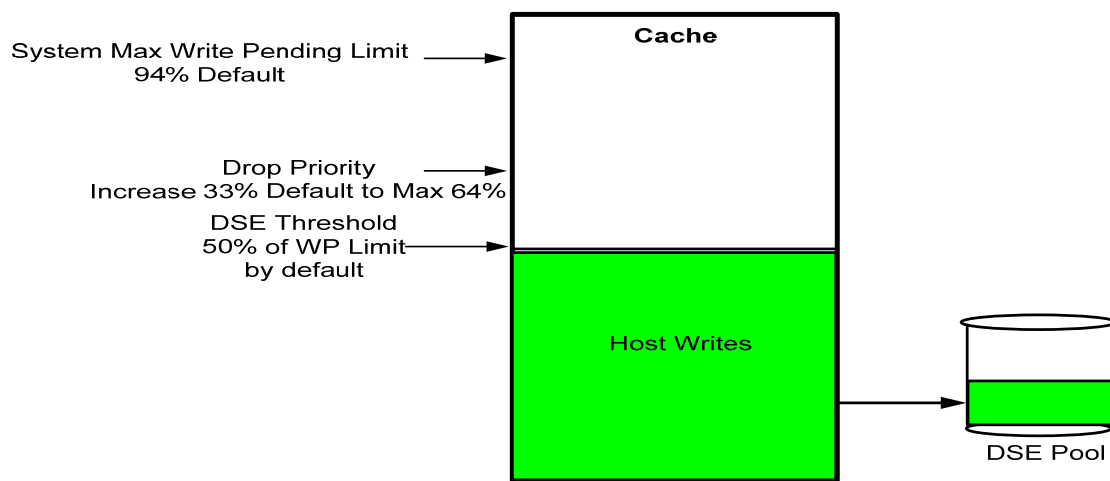 Cache
System Max Write Pending Limit
94% Default
Drop Priority
Increase 33% Default to Max 64%
DSE Threshold
50% of WP Limit
by default
Host Writes
DSE Pool